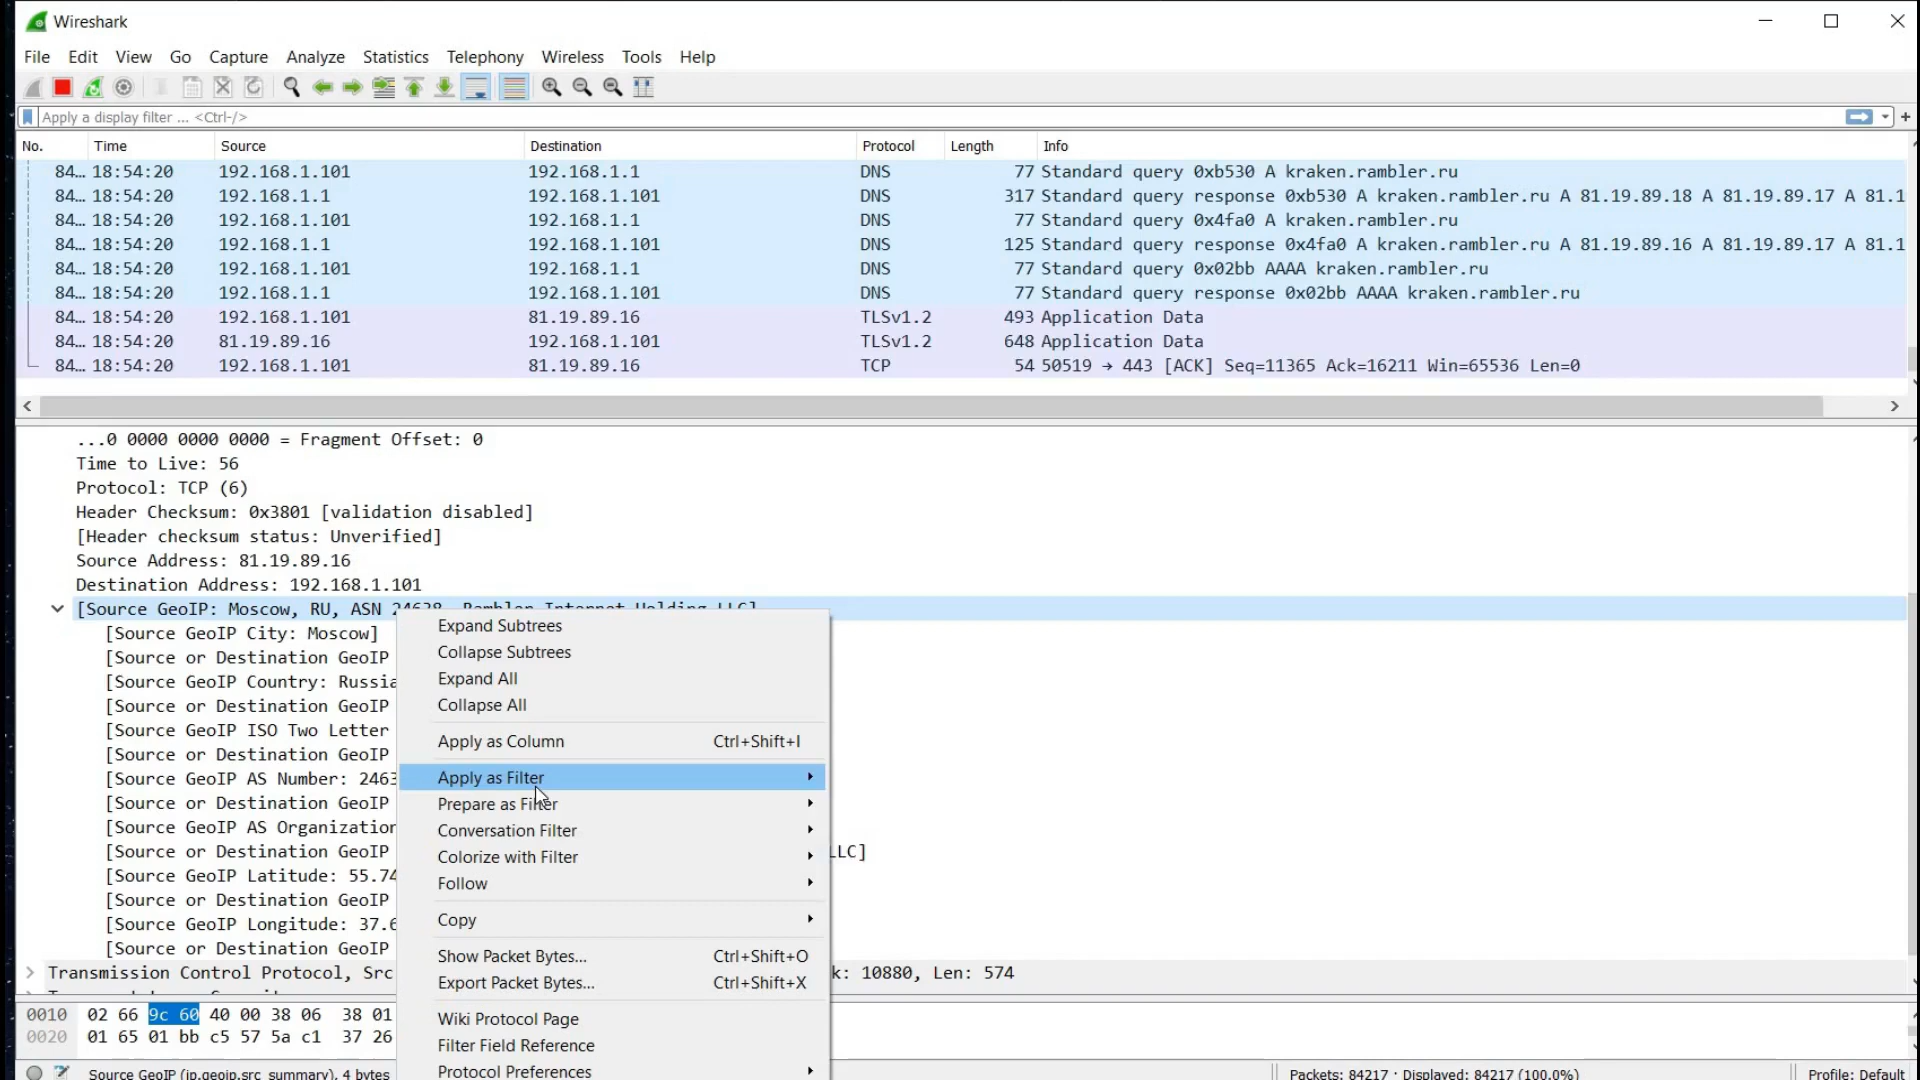 Wireshark
File Edit View Go Capture Analyze Statistics Telephony Wireless Tools Help
Apply a display filter ... <Ctrl-/>
No. Time Source Destination Protocol Length Info
84… 18:54:20 192.168.1.101 192.168.1.1 DNS 77 Standard query 0xb530 A kraken.rambler.ru
84… 18:54:20 192.168.1.1 192.168.1.101 DNS 317 Standard query response 0xb530 A kraken.rambler.ru A 81.19.89.18 A 81.19.89.17 A 81.1
84… 18:54:20 192.168.1.101 192.168.1.1 DNS 77 Standard query 0x4fa0 A kraken.rambler.ru
84… 18:54:20 192.168.1.1 192.168.1.101 DNS 125 Standard query response 0x4fa0 A kraken.rambler.ru A 81.19.89.16 A 81.19.89.17 A 81.1
84… 18:54:20 192.168.1.101 192.168.1.1 DNS 77 Standard query 0x02bb AAAA kraken.rambler.ru
84… 18:54:20 192.168.1.1 192.168.1.101 DNS 77 Standard query response 0x02bb AAAA kraken.rambler.ru
84… 18:54:20 192.168.1.101 81.19.89.16 TLSv1.2 493 Application Data
84… 18:54:20 81.19.89.16 192.168.1.101 TLSv1.2 648 Application Data
84… 18:54:20 192.168.1.101 81.19.89.16 TCP 54 50519 → 443 [ACK] Seq=11365 Ack=16211 Win=65536 Len=0
...0 0000 0000 0000 = Fragment Offset: 0
Time to Live: 56
Protocol: TCP (6)
Header Checksum: 0x3801 [validation disabled]
[Header checksum status: Unverified]
Source Address: 81.19.89.16
Destination Address: 192.168.1.101
[Source GeoIP: Moscow, RU, ASN 24638, Rambler Internet Holding LLC]
[Source GeoIP City: Moscow]
[Source or Destination GeoIP
[Source GeoIP Country: Russia
[Source or Destination GeoIP
[Source GeoIP ISO Two Letter
[Source or Destination GeoIP
[Source GeoIP AS Number: 2463
[Source or Destination GeoIP
[Source GeoIP AS Organization
[Source or Destination GeoIP LLC]
[Source GeoIP Latitude: 55.74
[Source or Destination GeoIP
[Source GeoIP Longitude: 37.6
[Source or Destination GeoIP
Transmission Control Protocol, Src k: 10880, Len: 574
Expand Subtrees
Collapse Subtrees
Expand All
Collapse All
Apply as Column Ctrl+Shift+I
Apply as Filter
Prepare as Filter
Conversation Filter
Colorize with Filter
Follow
Copy
Show Packet Bytes... Ctrl+Shift+O
Export Packet Bytes... Ctrl+Shift+X
Wiki Protocol Page
Filter Field Reference
Protocol Preferences
0010 02 66 9c 60 40 00 38 06 38 01
0020 01 65 01 bb c5 57 5a c1 37 26
Source GeoIP (ip.geoip.src_summary), 4 bytes Packets: 84217 · Displayed: 84217 (100.0%) Profile: Default